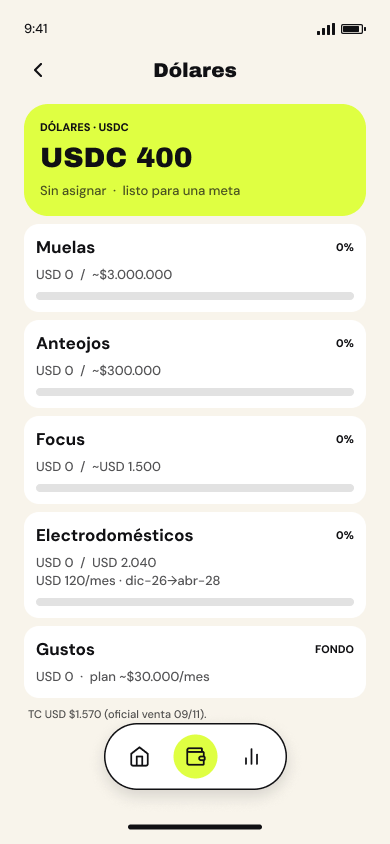 9:41
Dólares
DÓLARES · USDC
USDC 400
Sin asignar · listo para una meta
Muelas 0%
USD 0 / ~$3.000.000
Anteojos 0%
USD 0 / ~$300.000
Focus 0%
USD 0 / ~USD 1.500
Electrodomésticos 0%
USD 0 / USD 2.040
USD 120/mes · dic-26→abr-28
Gustos FONDO
USD 0 · plan ~$30.000/mes
TC USD $1.570 (oficial venta 09/11).